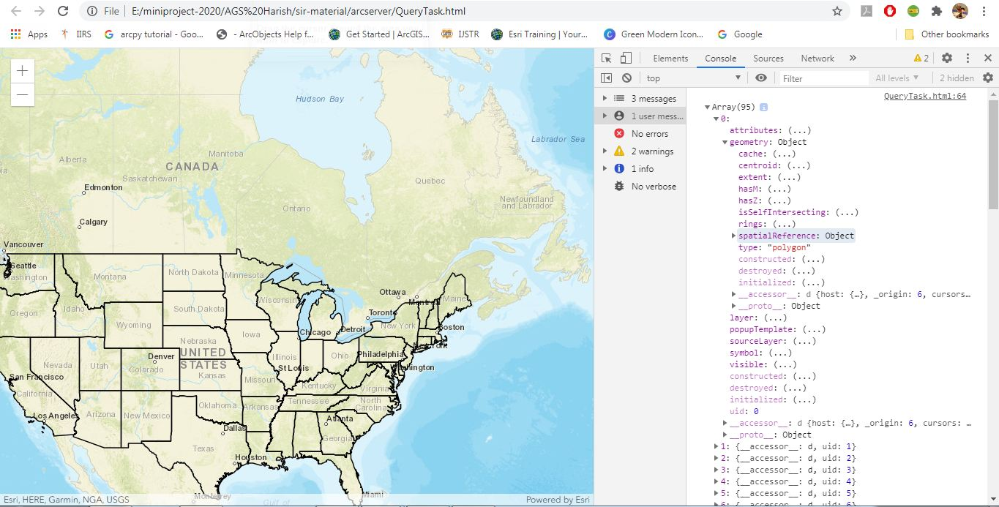 File | E:/miniproject-2020/AGS%20Harish/sir-material/arcserver/QueryTask.html
Apps IIRS arcpy tutorial - Goo... - ArcObjects Help f... Get Started | ArcGIS... IJSTR Esri Training | Your... Green Modern Icon... Google Other bookmarks
Elements Console Sources Network » 2
top Filter All levels 2 hidden
3 messages
1 user mess...
No errors
2 warnings
1 info
No verbose
QueryTask.html:64
Array(95)
0:
attributes: (...)
geometry: Object
cache: (...)
centroid: (...)
extent: (...)
hasM: (...)
hasZ: (...)
isSelfIntersecting: (...)
rings: (...)
spatialReference: Object
type: "polygon"
constructed: (...)
destroyed: (...)
initialized: (...)
__accessor__: d {host: {…}, _origin: 6, cursors…
__proto__: Object
layer: (...)
popupTemplate: (...)
sourceLayer: (...)
symbol: (...)
visible: (...)
constructed: (...)
destroyed: (...)
initialized: (...)
uid: 0
__accessor__: d {host: {…}, _origin: 6, cursors: …
__proto__: Object
1: {__accessor__: d, uid: 1}
2: {__accessor__: d, uid: 2}
3: {__accessor__: d, uid: 3}
4: {__accessor__: d, uid: 4}
5: {__accessor__: d, uid: 5}
6: {__accessor__: d, uid: 6}
+
−
Hudson Bay
Labrador Sea
Alberta
Manitoba
CANADA
Saskatchewan
Quebec
Edmonton
Newfoundland
and Labrador
Ontario
Calgary
Vancouver
Seattle
Washington
Montana
North Dakota
Minnesota
Ottawa
Montreal
Maine
Wisconsin
Oregon
Idaho
South Dakota
Toronto
Wyoming
New York
Boston
Iowa
Chicago
Detroit
Nebraska
New York
UNITED
STATES
Denver
Illinois
Ohio
Philadelphia
Nevada
Utah
Colorado
St Louis
Washington
San Francisco
Kansas
Missouri
Kentucky
Virginia
California
Oklahoma
Arkansas
Tennessee
North
Carolina
Los Angeles
Arizona
New Mexico
Atlanta
Dallas
Georgia
Texas
Houston
Miami
Monterrey
Gulf of
Esri, HERE, Garmin, NGA, USGS
Powered by Esri